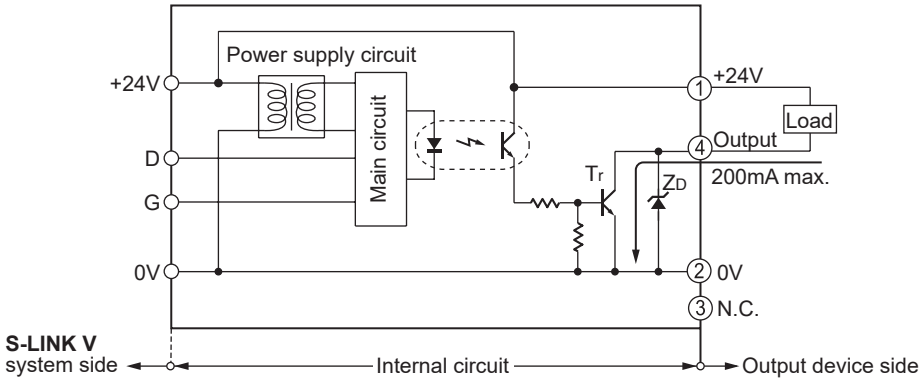 Power supply circuit
+24V
D
G
0V
Main circuit
Tr
ZD
1
+24V
Load
4
Output
200mA max.
2
0V
3
N.C.
S-LINK V
system side
Internal circuit
Output device side